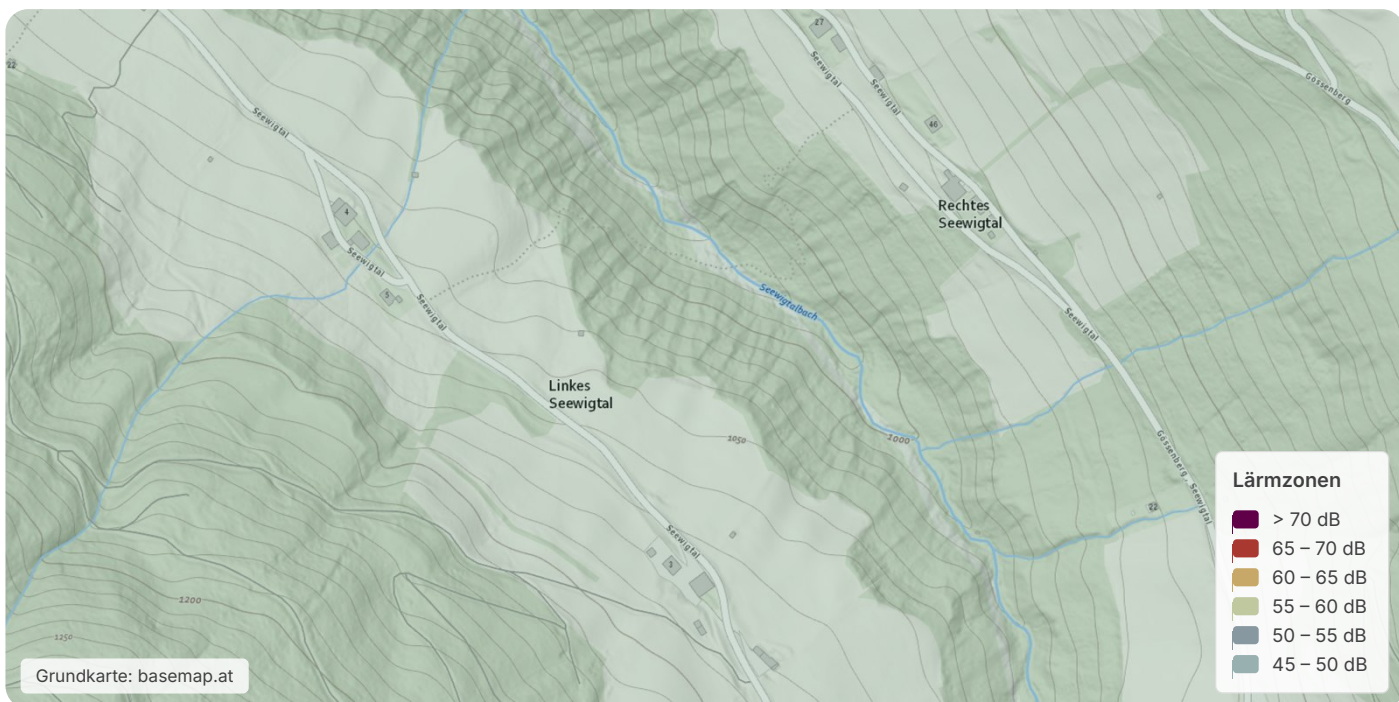 27
Seewigtal
Seewigtal
Gössenberg
22
Seewigtal
46
4
Rechtes
Seewigtal
Seewigtal
5
Seewigtal
Seewigtalbach
Seewigtal
Linkes
Seewigtal
1050
1000
Gössenberg, Seewigtal
22
Seewigtal
3
1200
1250
Grundkarte: basemap.at
Lärmzonen
> 70 dB
65 – 70 dB
60 – 65 dB
55 – 60 dB
50 – 55 dB
45 – 50 dB